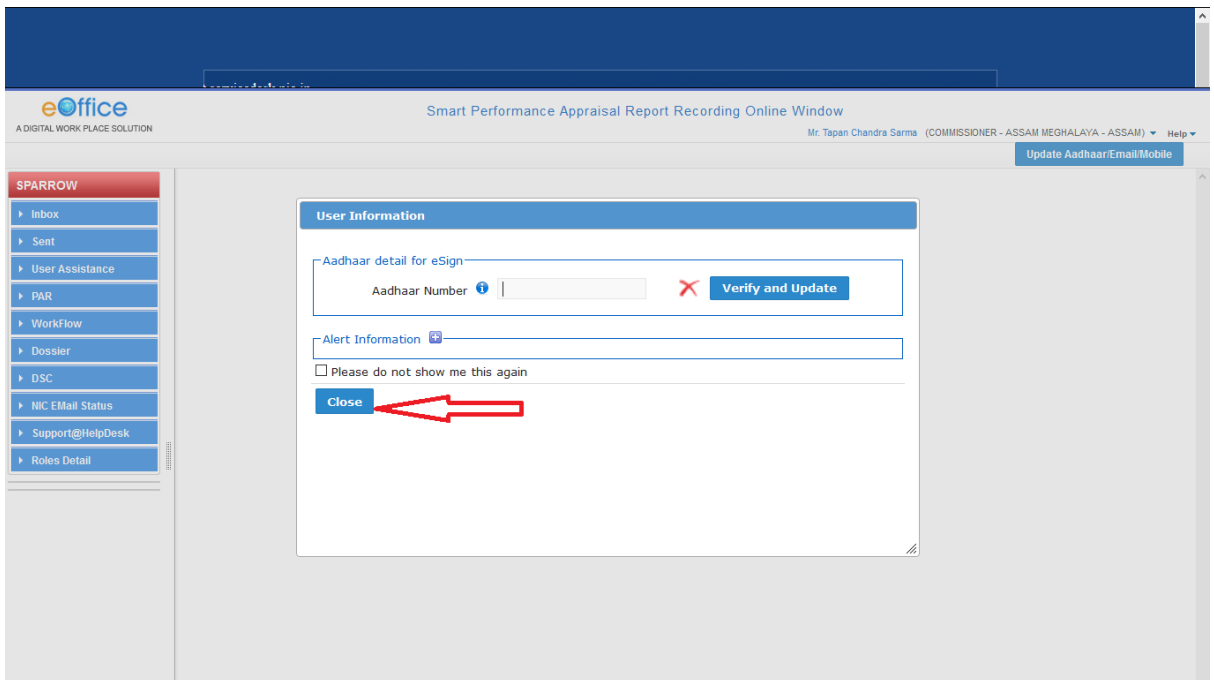 eOffice
A DIGITAL WORK PLACE SOLUTION
Smart Performance Appraisal Report Recording Online Window
Mr. Tapan Chandra Sarma (COMMISSIONER - ASSAM MEGHALAYA - ASSAM) Help
Update Aadhaar/Email/Mobile
SPARROW
Inbox
Sent
User Assistance
PAR
WorkFlow
Dossier
DSC
NIC EMail Status
Support@HelpDesk
Roles Detail
User Information
Aadhaar detail for eSign
Aadhaar Number
Verify and Update
Alert Information
Please do not show me this again
Close